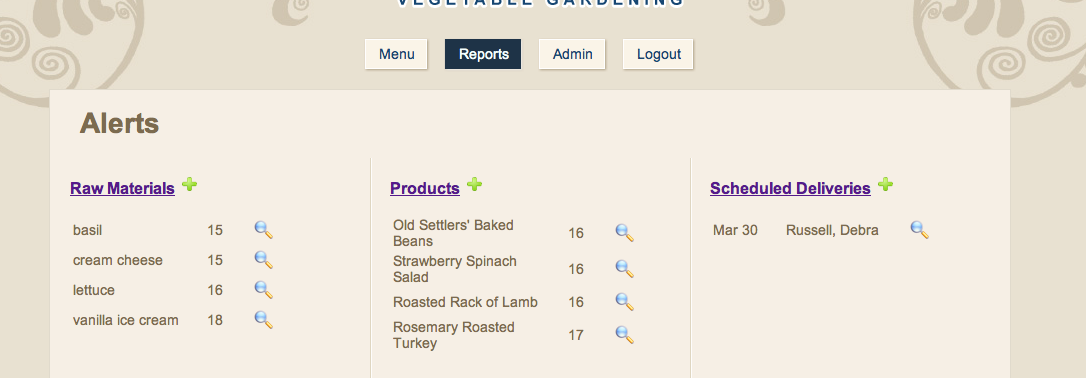 VEGETABLE GARDENING
Menu Reports Admin Logout
Alerts
Raw Materials
basil 15
cream cheese 15
lettuce 16
vanilla ice cream 18
Products
Old Settlers' Baked
Beans 16
Strawberry Spinach
Salad 16
Roasted Rack of Lamb 16
Rosemary Roasted
Turkey 17
Scheduled Deliveries
Mar 30 Russell, Debra